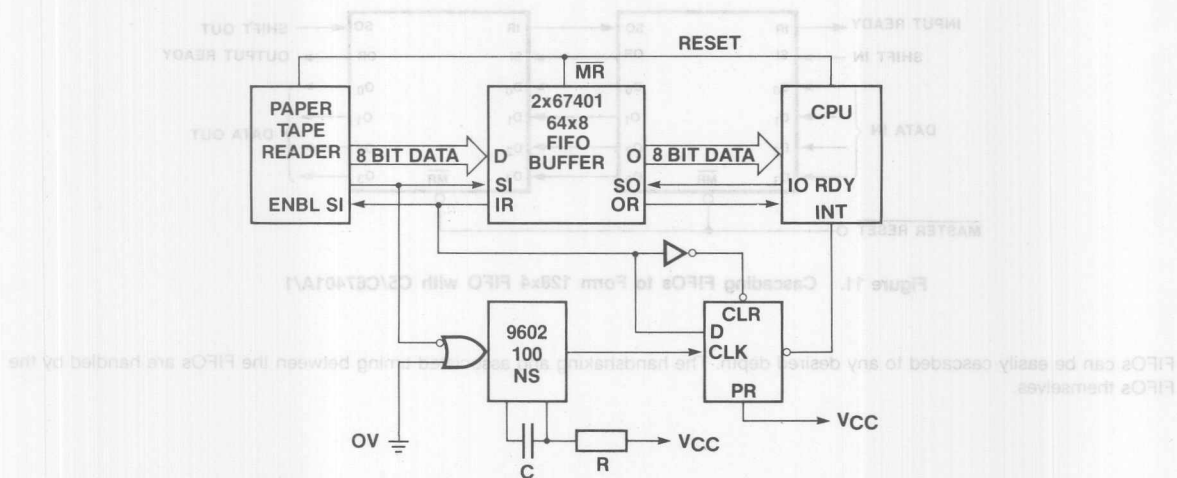 INPUT READY
SHIFT IN
DATA IN
SHIFT OUT
OUTPUT READY
DATA OUT
RESET
MR
PAPER
TAPE
READER
ENBL SI
8 BIT DATA
2x67401
64x8
FIFO
BUFFER
D
SI
IR
O
SO
OR
8 BIT DATA
CPU
IO RDY
INT
MASTER RESET
Figure 11. Cascading FIFOs to Form 128x4 FIFO with C5/C67401A/1
9602
100
NS
CLR
D
CLK
PR
VCC
OV
C
R
VCC
FIFOs can be easily cascaded to any desired depth. The handshaking and associated timing between the FIFOs are handled by the
FIFOs themselves.